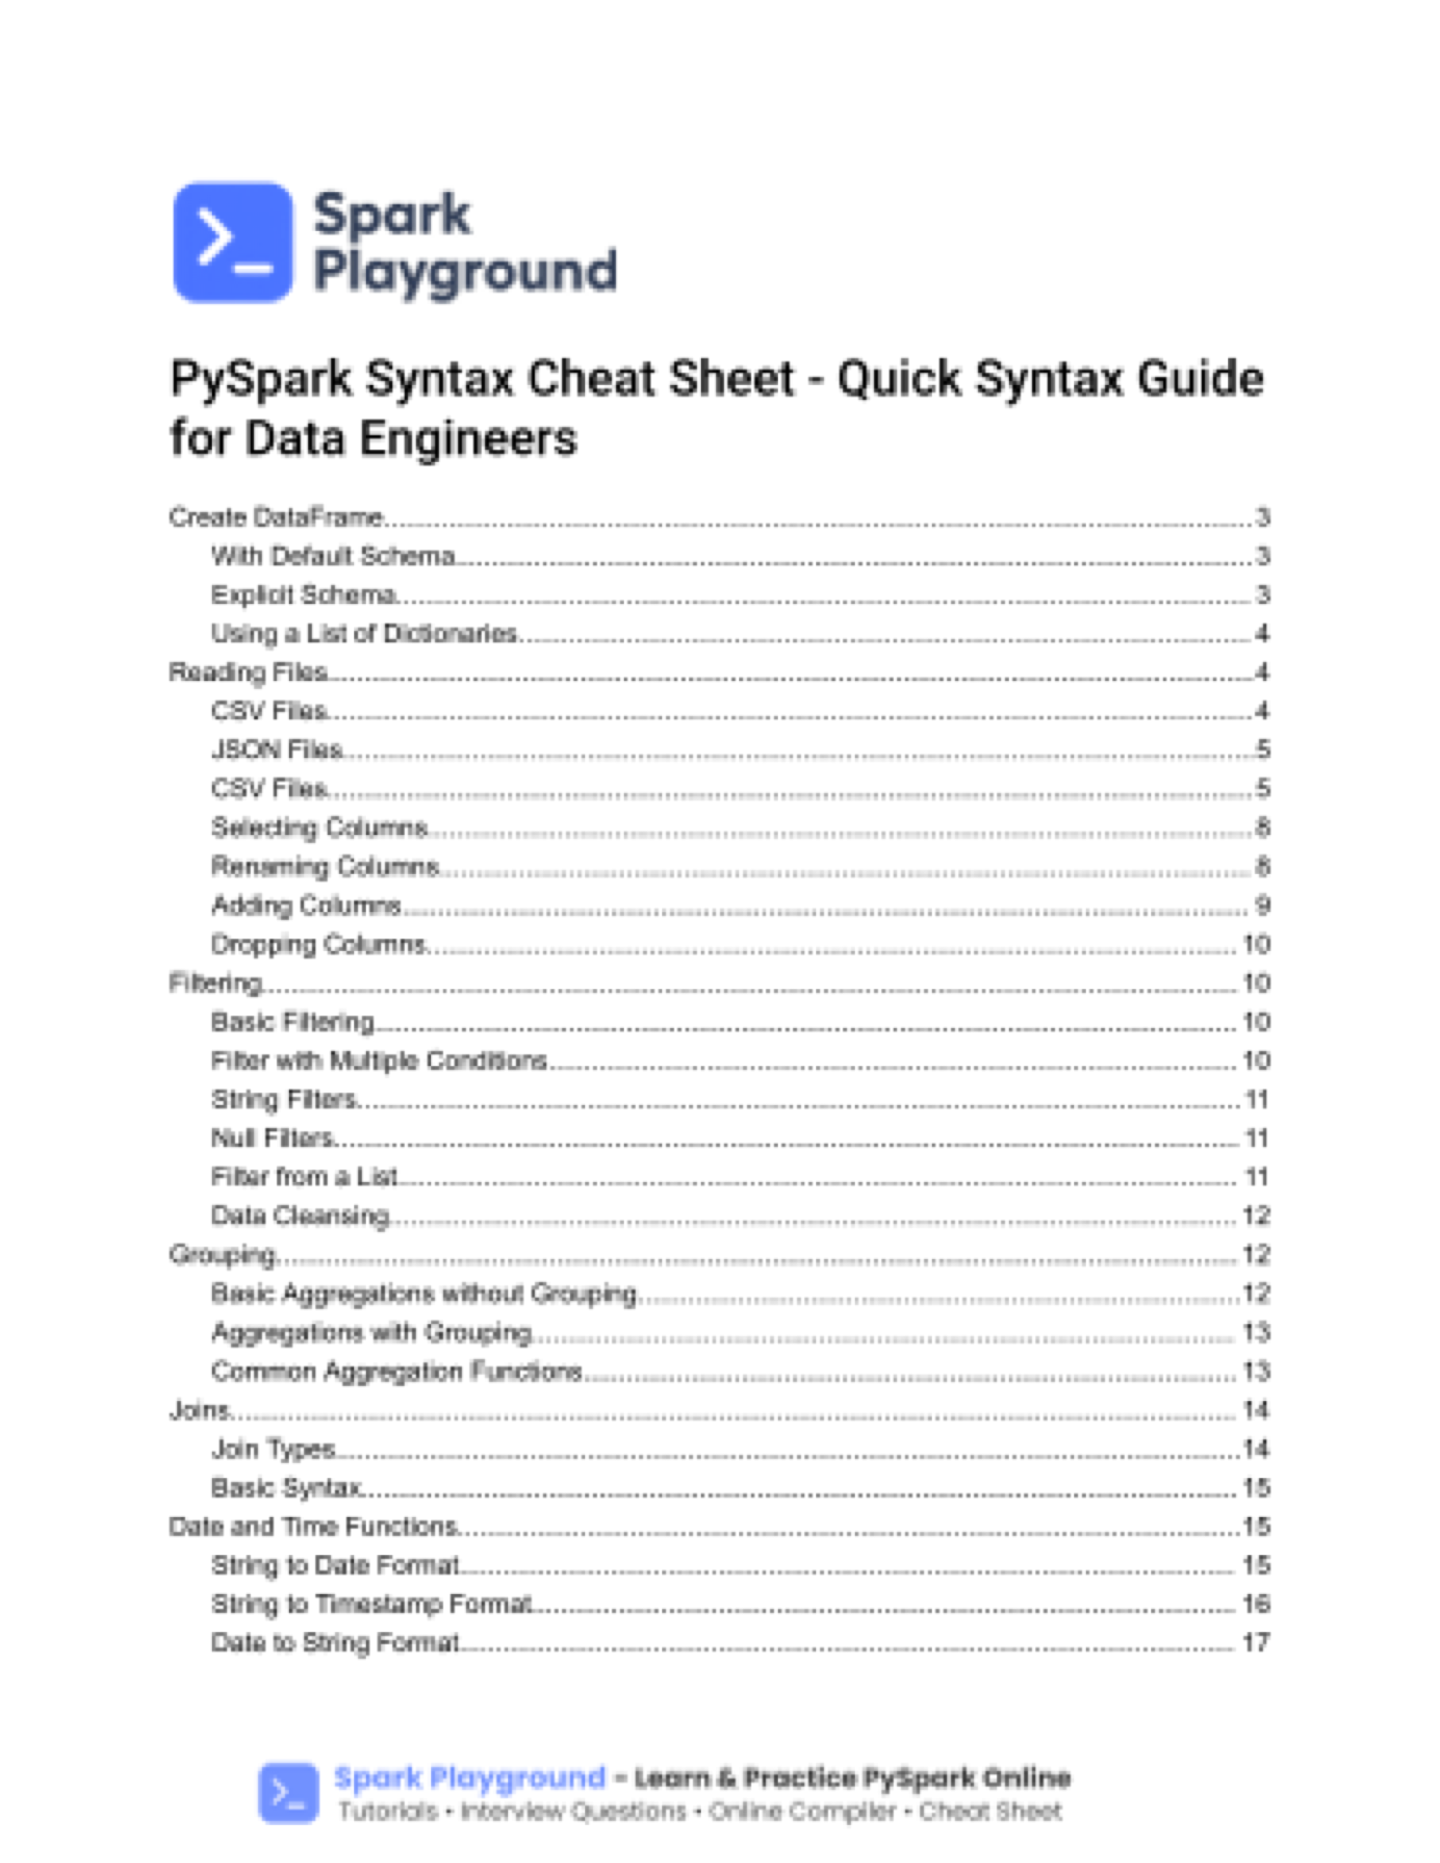 Spark
Playground
PySpark Syntax Cheat Sheet - Quick Syntax Guide
for Data Engineers
Create DataFrame 3
With Default Schema 3
Explicit Schema 3
Using a List of Dictionaries 4
Reading Files 4
CSV Files 4
JSON Files 5
CSV Files 5
Selecting Columns 8
Renaming Columns 8
Adding Columns 9
Dropping Columns 10
Filtering 10
Basic Filtering 10
Filter with Multiple Conditions 10
String Filters 11
Null Filters 11
Filter from a List 11
Data Cleansing 12
Grouping 12
Basic Aggregations without Grouping 12
Aggregations with Grouping 13
Common Aggregation Functions 13
Joins 14
Join Types 14
Basic Syntax 15
Date and Time Functions 15
String to Date Format 15
String to Timestamp Format 16
Date to String Format 17
Spark Playground - Learn & Practice PySpark Online
Tutorials • Interview Questions • Online Compiler • Cheat Sheet